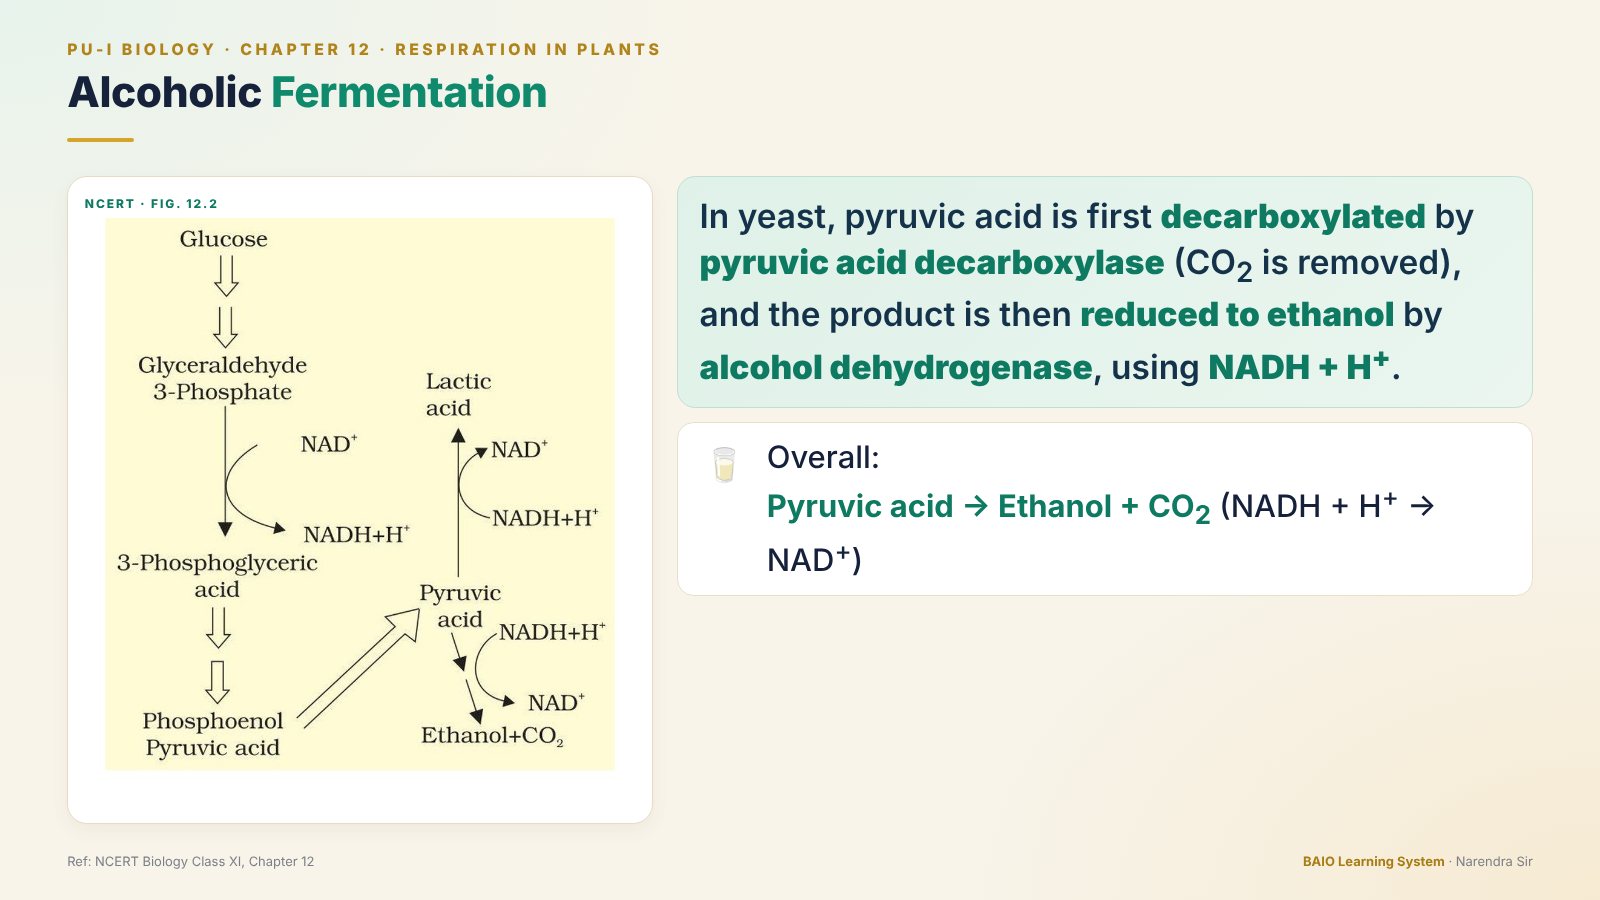 PU-I BIOLOGY · CHAPTER 12 · RESPIRATION IN PLANTS
Alcoholic Fermentation
NCERT · FIG. 12.2
Glucose
Glyceraldehyde
3-Phosphate
NAD⁺
NADH+H⁺
3-Phosphoglyceric
acid
Phosphoenol
Pyruvic acid
Lactic
acid
NAD⁺
NADH+H⁺
Pyruvic
acid
NADH+H⁺
NAD⁺
Ethanol+CO₂
In yeast, pyruvic acid is first decarboxylated by
pyruvic acid decarboxylase (CO₂ is removed),
and the product is then reduced to ethanol by
alcohol dehydrogenase, using NADH + H⁺.
Overall:
Pyruvic acid → Ethanol + CO₂ (NADH + H⁺ →
NAD⁺)
Ref: NCERT Biology Class XI, Chapter 12
BAIO Learning System · Narendra Sir